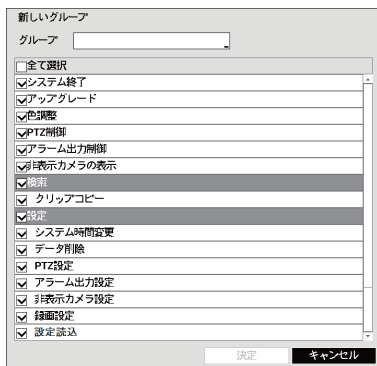 新しいグループ
グループ
全て選択
システム終了
アップグレード
色調整
PTZ制御
アラーム出力制御
非表示カメラの表示
検索
クリップコピー
設定
システム時間変更
データ削除
PTZ設定
アラーム出力設定
非表示カメラ設定
録画設定
設定読込
決定 キャンセル